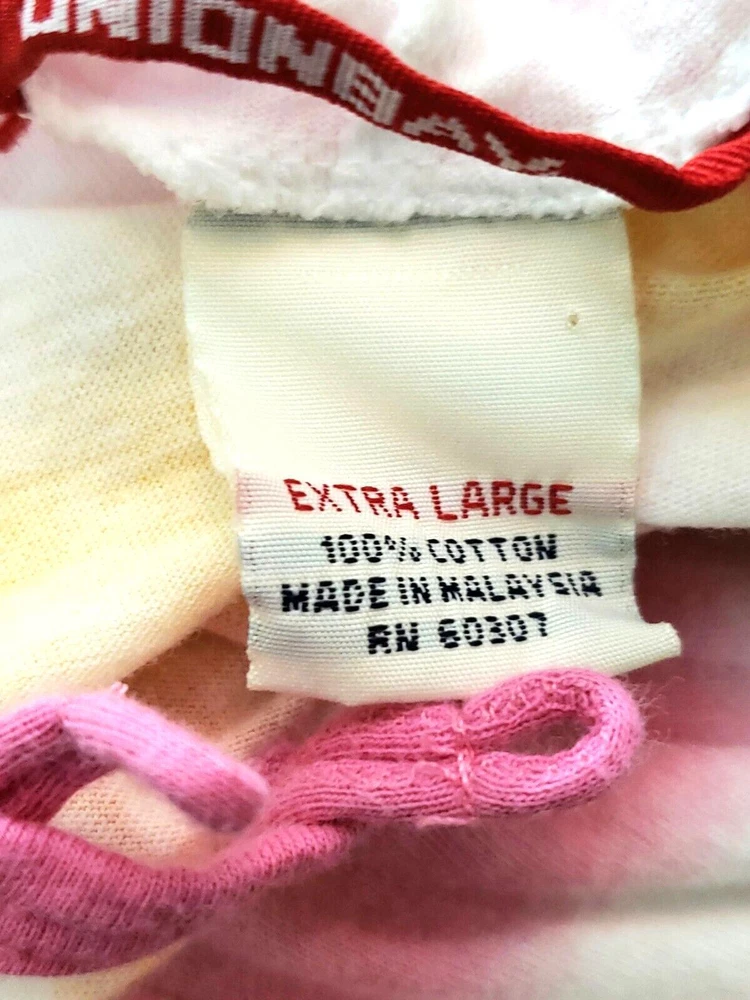 UNIONBAY
EXTRA LARGE
100% COTTON
MADE IN MALAYSIA
RN 60307